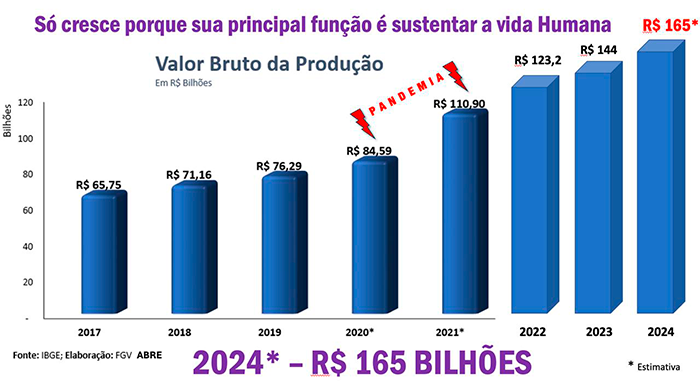 Só cresce porque sua principal função é sustentar a vida Humana
R$ 165*
Valor Bruto da Produção
Em R$ Bilhões
Bilhões
120
100
80
60
40
20
-
R$ 65,75
R$ 71,16
R$ 76,29
R$ 84,59
PANDEMIA
R$ 110,90
R$ 123,2
R$ 144
2017
2018
2019
2020*
2021*
2022
2023
2024
Fonte: IBGE; Elaboração: FGV ABRE
2024* – R$ 165 BILHÕES
* Estimativa